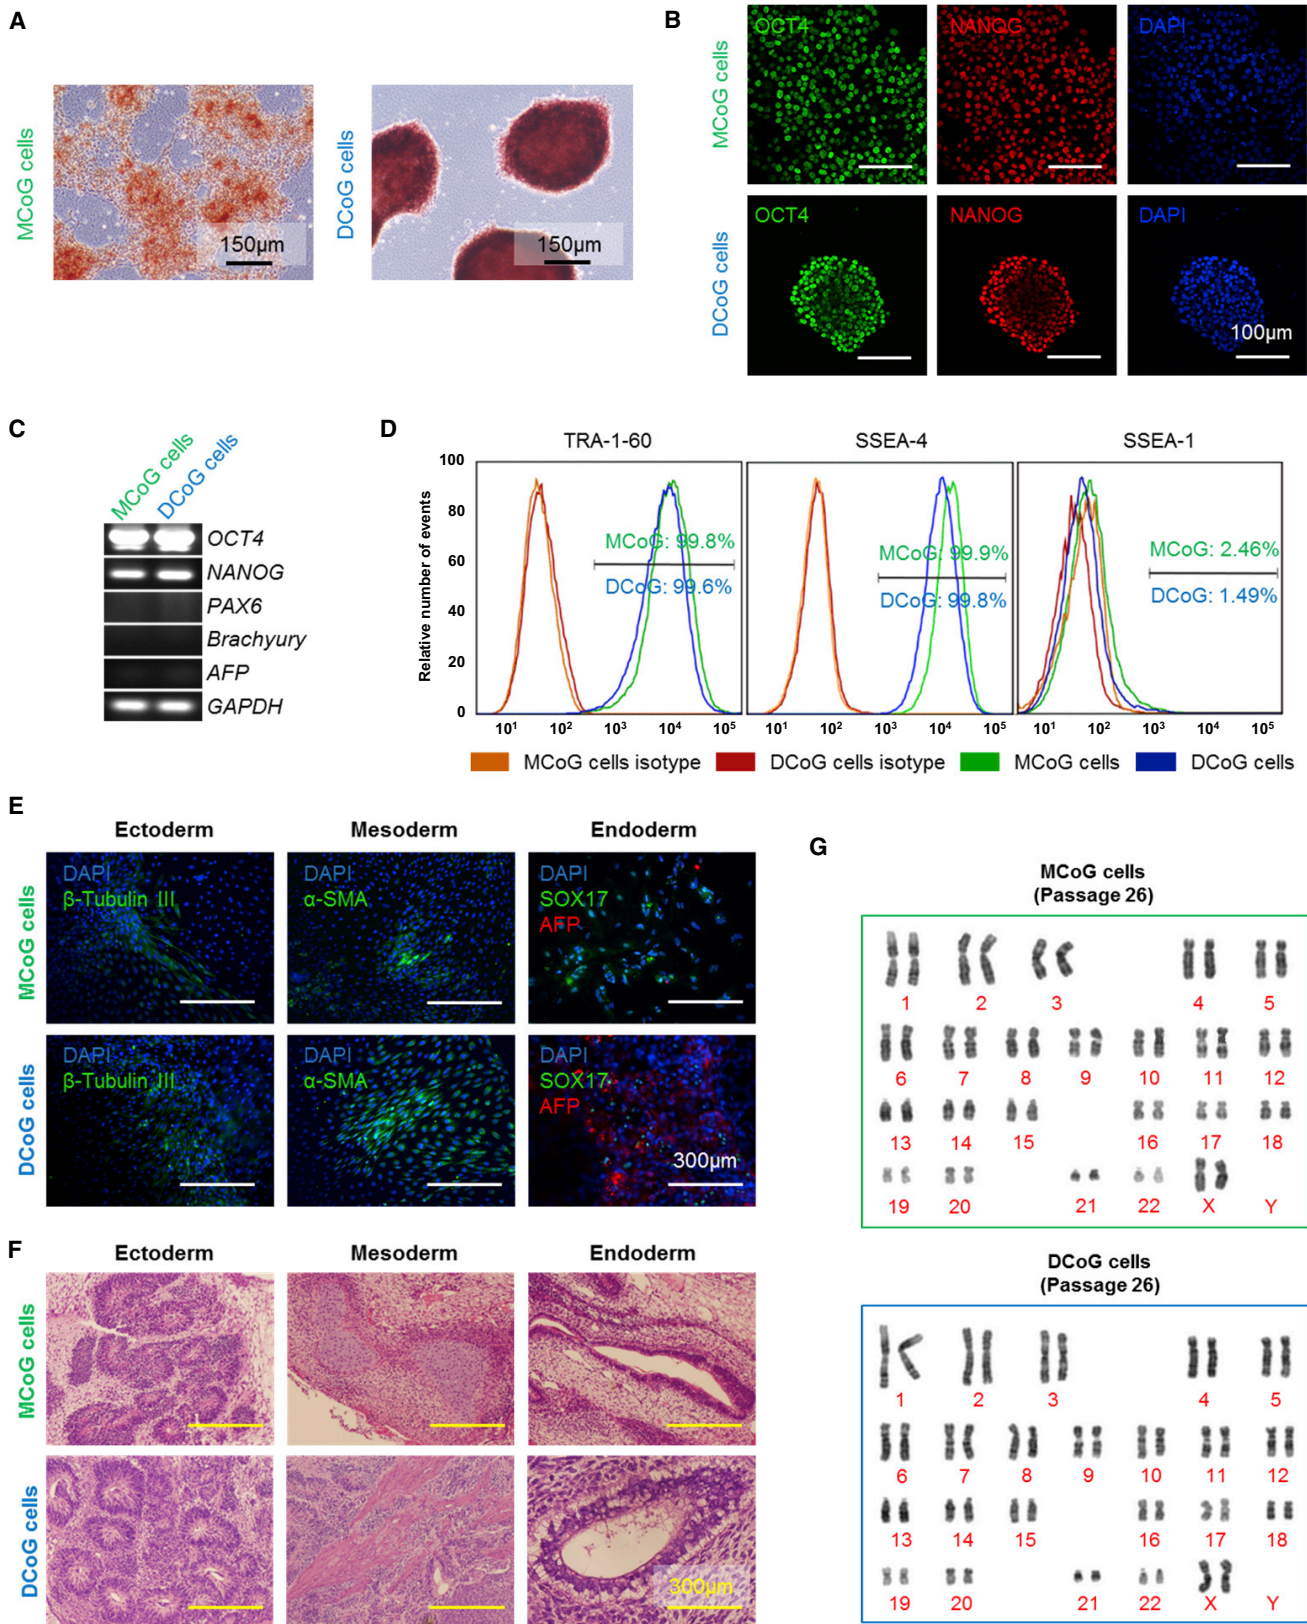 A
MCoG cells
150µm
DCoG cells
150µm
B
MCoG cells
OCT4
NANOG
DAPI
DCoG cells
OCT4
NANOG
DAPI
100µm
C
MCoG cells
DCoG cells
OCT4
NANOG
PAX6
Brachyury
AFP
GAPDH
D
TRA-1-60
SSEA-4
SSEA-1
Relative number of events
100
80
60
40
20
0
MCoG: 99.8%
DCoG: 99.6%
MCoG: 99.9%
DCoG: 99.8%
MCoG: 2.46%
DCoG: 1.49%
10¹ 10² 10³ 10⁴ 10⁵
10¹ 10² 10³ 10⁴ 10⁵
10¹ 10² 10³ 10⁴ 10⁵
MCoG cells isotype
DCoG cells isotype
MCoG cells
DCoG cells
E
Ectoderm
Mesoderm
Endoderm
MCoG cells
DAPI
β-Tubulin III
DAPI
α-SMA
DAPI
SOX17
AFP
DCoG cells
DAPI
β-Tubulin III
DAPI
α-SMA
DAPI
SOX17
AFP
300µm
F
Ectoderm
Mesoderm
Endoderm
MCoG cells
DCoG cells
300µm
G
MCoG cells
(Passage 26)
1 2 3 4 5
6 7 8 9 10 11 12
13 14 15 16 17 18
19 20 21 22 X Y
DCoG cells
(Passage 26)
1 2 3 4 5
6 7 8 9 10 11 12
13 14 15 16 17 18
19 20 21 22 X Y